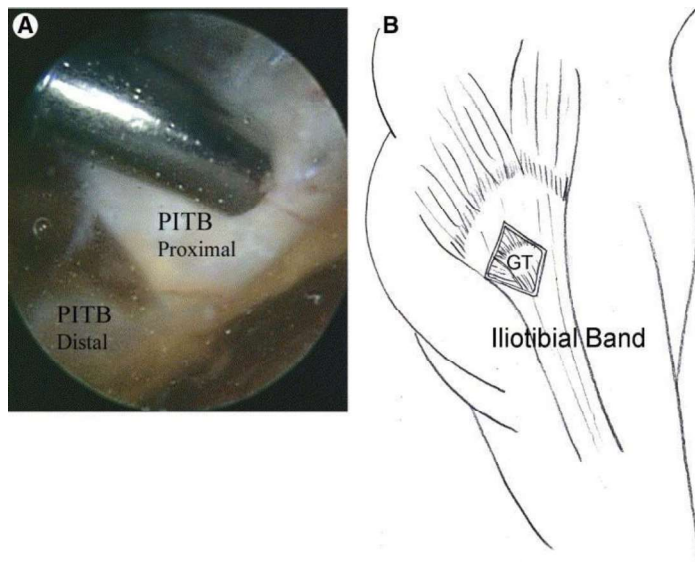 A
PITB
Proximal
PITB
Distal
B
GT
Iliotibial Band